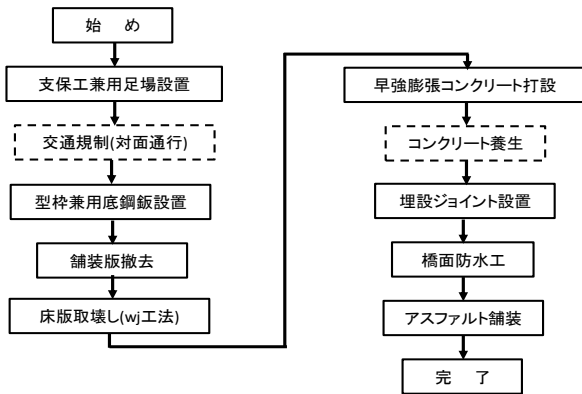 始　め
支保工兼用足場設置
交通規制(対面通行)
型枠兼用底鋼鈑設置
舗装版撤去
床版取壊し(wj工法)
早強膨張コンクリート打設
コンクリート養生
埋設ジョイント設置
橋面防水工
アスファルト舗装
完　了